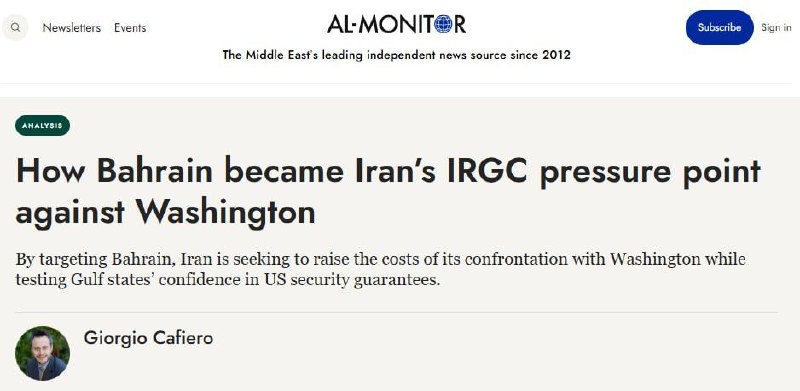 Newsletters Events AL-MONITOR Subscribe Sign in
The Middle East's leading independent news source since 2012
ANALYSIS
How Bahrain became Iran’s IRGC pressure point
against Washington
By targeting Bahrain, Iran is seeking to raise the costs of its confrontation with Washington while
testing Gulf states’ confidence in US security guarantees.
Giorgio Cafiero